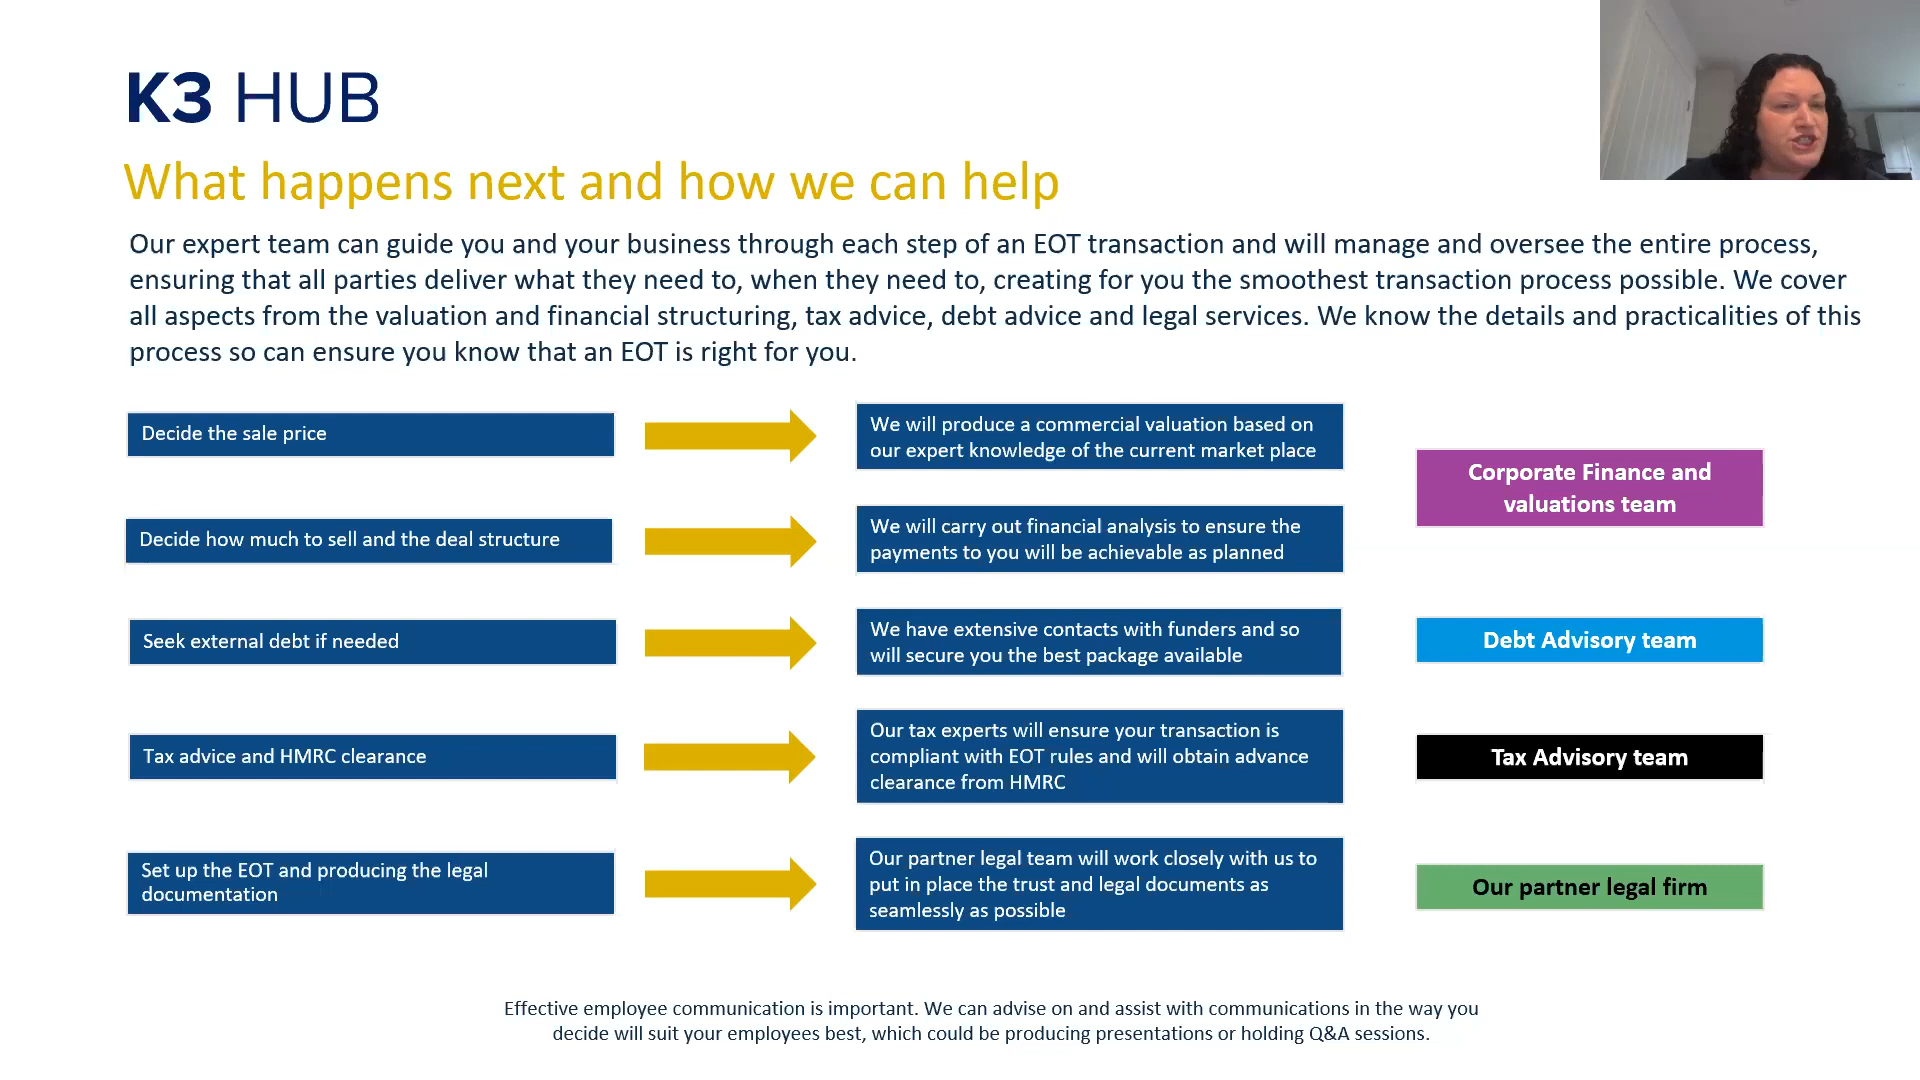 K3 HUB
What happens next and how we can help
Our expert team can guide you and your business through each step of an EOT transaction and will manage and oversee the entire process,
ensuring that all parties deliver what they need to, when they need to, creating for you the smoothest transaction process possible. We cover
all aspects from the valuation and financial structuring, tax advice, debt advice and legal services. We know the details and practicalities of this
process so can ensure you know that an EOT is right for you.
Decide the sale price
We will produce a commercial valuation based on
our expert knowledge of the current market place
Corporate Finance and
valuations team
Decide how much to sell and the deal structure
We will carry out financial analysis to ensure the
payments to you will be achievable as planned
Seek external debt if needed
We have extensive contacts with funders and so
will secure you the best package available
Debt Advisory team
Tax advice and HMRC clearance
Our tax experts will ensure your transaction is
compliant with EOT rules and will obtain advance
clearance from HMRC
Tax Advisory team
Set up the EOT and producing the legal
documentation
Our partner legal team will work closely with us to
put in place the trust and legal documents as
seamlessly as possible
Our partner legal firm
Effective employee communication is important. We can advise on and assist with communications in the way you
decide will suit your employees best, which could be producing presentations or holding Q&A sessions.